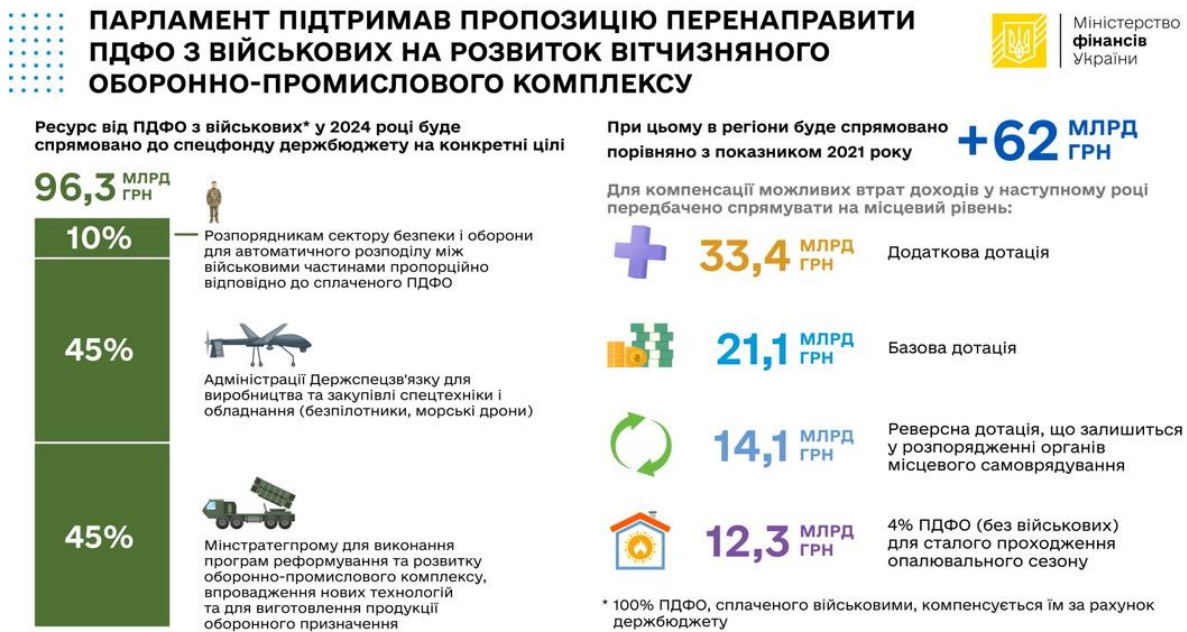 ПАРЛАМЕНТ ПІДТРИМАВ ПРОПОЗИЦІЮ ПЕРЕНАПРАВИТИ
ПДФО З ВІЙСЬКОВИХ НА РОЗВИТОК ВІТЧИЗНЯНОГО
ОБОРОННО-ПРОМИСЛОВОГО КОМПЛЕКСУ
Міністерство
фінансів
України
Ресурс від ПДФО з військових* у 2024 році буде
спрямовано до спецфонду держбюджету на конкретні цілі
96,3 МЛРД
ГРН
10%
Розпорядникам сектору безпеки і оборони
для автоматичного розподілу між
військовими частинами пропорційно
відповідно до сплаченого ПДФО
45%
Адміністрації Держспецзв'язку для
виробництва та закупівлі спецтехніки і
обладнання (безпілотники, морські дрони)
45%
Мінстратегпрому для виконання
програм реформування та розвитку
оборонно-промислового комплексу,
впровадження нових технологій
та для виготовлення продукції
оборонного призначення
При цьому в регіони буде спрямовано
порівняно з показником 2021 року
+62 МЛРД
ГРН
Для компенсації можливих втрат доходів у наступному році
передбачено спрямувати на місцевий рівень:
33,4 МЛРД
ГРН
Додаткова дотація
21,1 МЛРД
ГРН
Базова дотація
14,1 МЛРД
ГРН
Реверсна дотація, що залишиться
у розпорядженні органів
місцевого самоврядування
12,3 МЛРД
ГРН
4% ПДФО (без військових)
для сталого проходження
опалювального сезону
* 100% ПДФО, сплаченого військовими, компенсується їм за рахунок
держбюджету